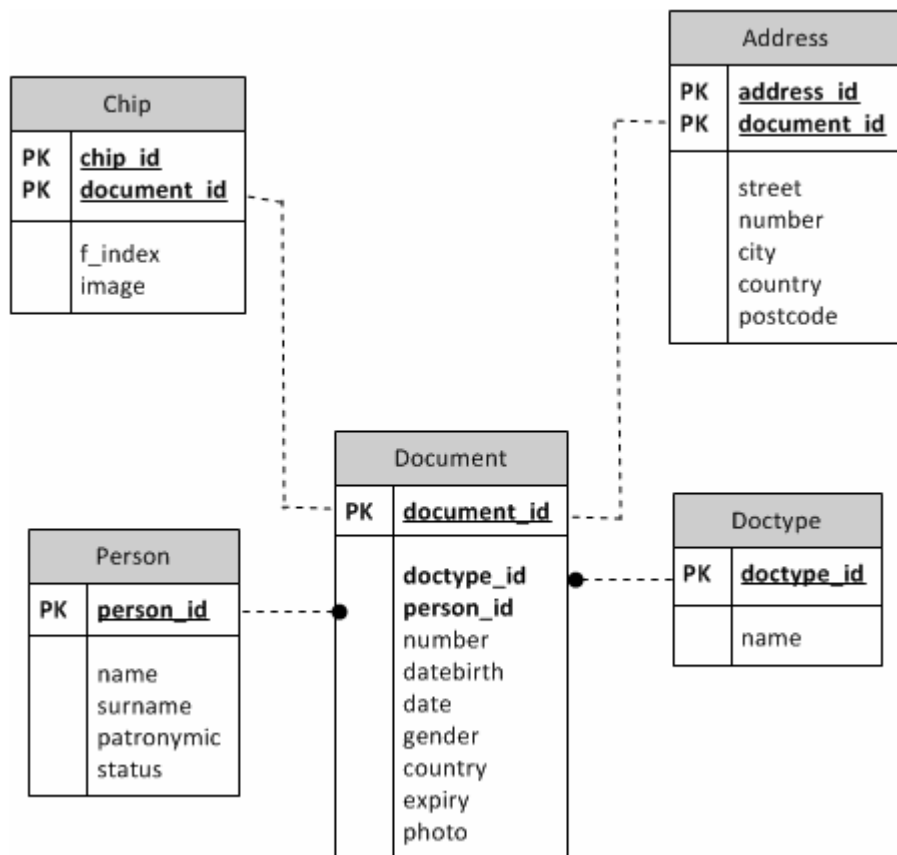 Chip
PK chip_id
PK document_id
f_index
image
Address
PK address_id
PK document_id
street
number
city
country
postcode
Person
PK person_id
name
surname
patronymic
status
Document
PK document_id
doctype_id
person_id
number
datebirth
date
gender
country
expiry
photo
Doctype
PK doctype_id
name